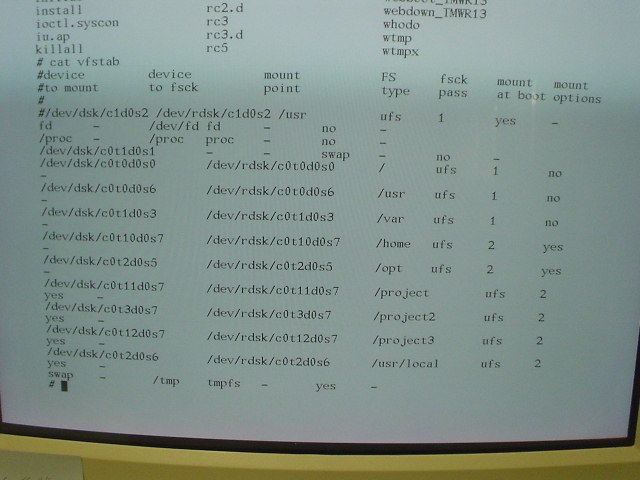 install rc2.d webdown_TMWR13
ioctl.syscon rc3 whodo
iu.ap rc3.d wtmp
killall rc5 wtmpx
# cat vfstab
#device device mount FS fsck mount mount
#to mount to fsck point type pass at boot options
#
#/dev/dsk/c1d0s2 /dev/rdsk/c1d0s2 /usr ufs 1 yes -
fd - /dev/fd fd - no -
/proc - /proc proc - no -
/dev/dsk/c0t1d0s1 - - swap - no -
/dev/dsk/c0t0d0s0 /dev/rdsk/c0t0d0s0 / ufs 1 no
-
/dev/dsk/c0t0d0s6 /dev/rdsk/c0t0d0s6 /usr ufs 1 no
-
/dev/dsk/c0t1d0s3 /dev/rdsk/c0t1d0s3 /var ufs 1 no
-
/dev/dsk/c0t10d0s7 /dev/rdsk/c0t10d0s7 /home ufs 2 yes
-
/dev/dsk/c0t2d0s5 /dev/rdsk/c0t2d0s5 /opt ufs 2 yes
-
/dev/dsk/c0t11d0s7 /dev/rdsk/c0t11d0s7 /project ufs 2
yes -
/dev/dsk/c0t3d0s7 /dev/rdsk/c0t3d0s7 /project2 ufs 2
yes -
/dev/dsk/c0t12d0s7 /dev/rdsk/c0t12d0s7 /project3 ufs 2
yes -
/dev/dsk/c0t2d0s6 /dev/rdsk/c0t2d0s6 /usr/local ufs 2
yes -
swap - /tmp tmpfs - yes -
#